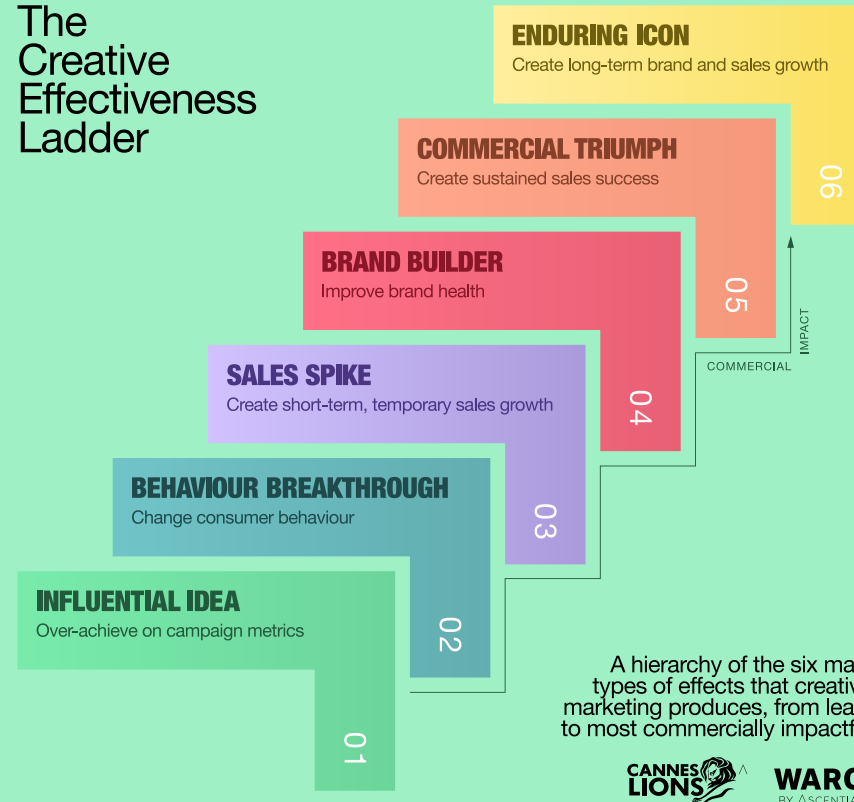 The
Creative
Effectiveness
Ladder
ENDURING ICON
Create long-term brand and sales growth
06
COMMERCIAL TRIUMPH
Create sustained sales success
05
BRAND BUILDER
Improve brand health
04
COMMERCIAL
IMPACT
SALES SPIKE
Create short-term, temporary sales growth
03
BEHAVIOUR BREAKTHROUGH
Change consumer behaviour
02
INFLUENTIAL IDEA
Over-achieve on campaign metrics
01
A hierarchy of the six
types of effects that
marketing produces, from
to most commercially
CANNES
LIONS
WARC
BY